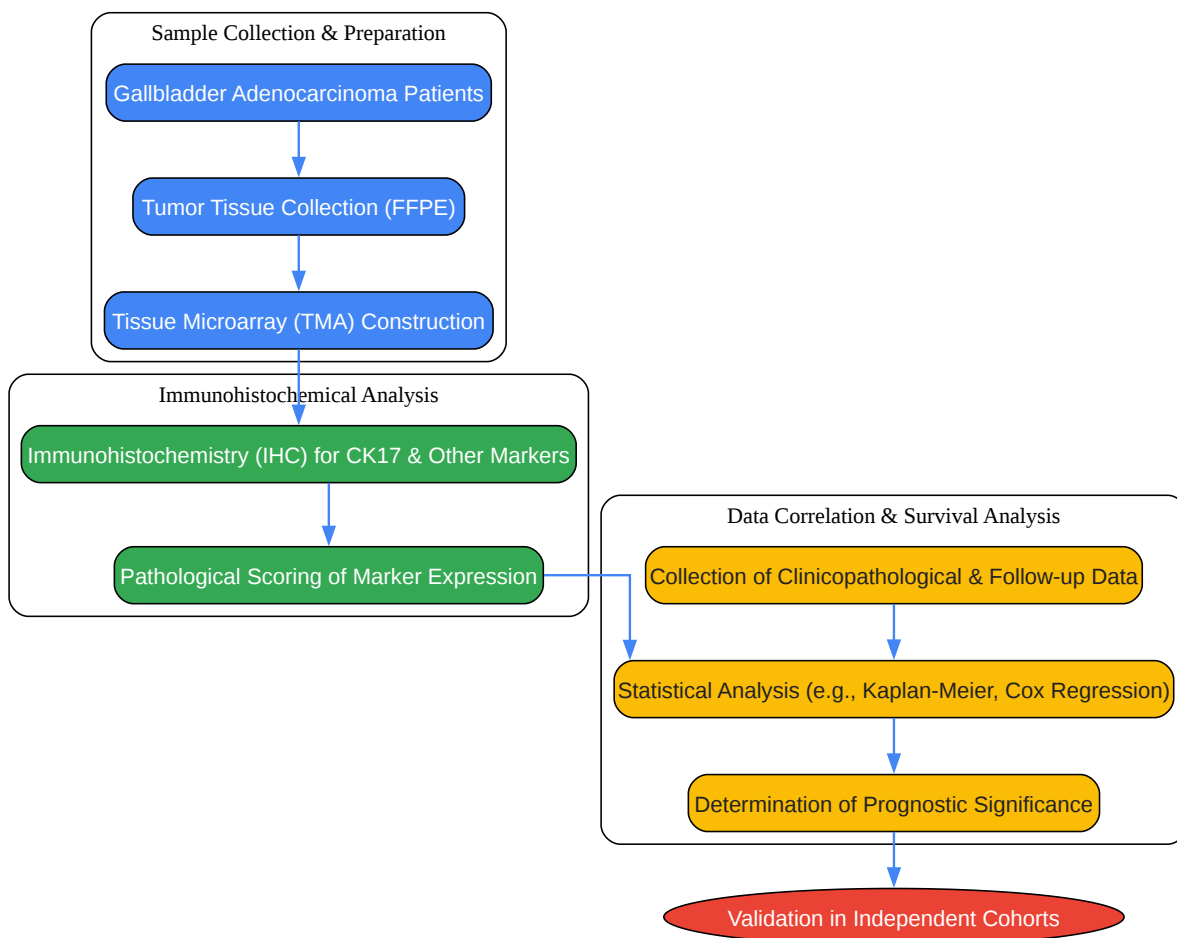 Sample Collection & Preparation
Gallbladder Adenocarcinoma Patients
Tumor Tissue Collection (FFPE)
Tissue Microarray (TMA) Construction
Immunohistochemical Analysis
Immunohistochemistry (IHC) for CK17 & Other Markers
Pathological Scoring of Marker Expression
Data Correlation & Survival Analysis
Collection of Clinicopathological & Follow-up Data
Statistical Analysis (e.g., Kaplan-Meier, Cox Regression)
Determination of Prognostic Significance
Validation in Independent Cohorts